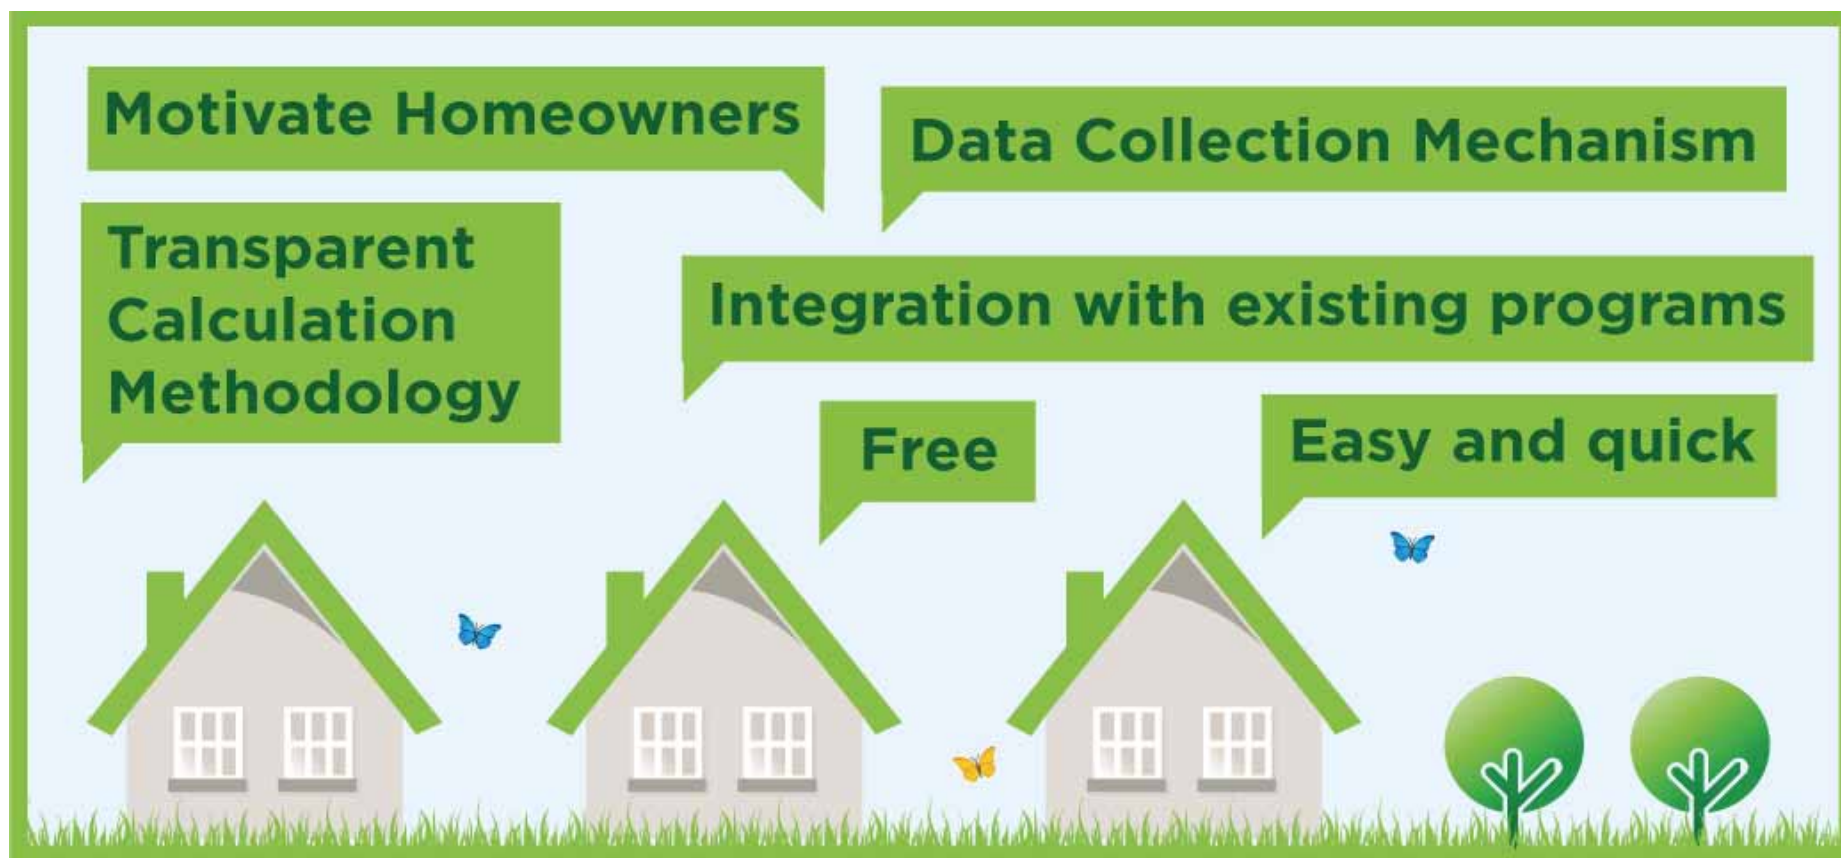 Motivate Homeowners
Data Collection Mechanism
Transparent
Calculation
Methodology
Integration with existing programs
Free
Easy and quick